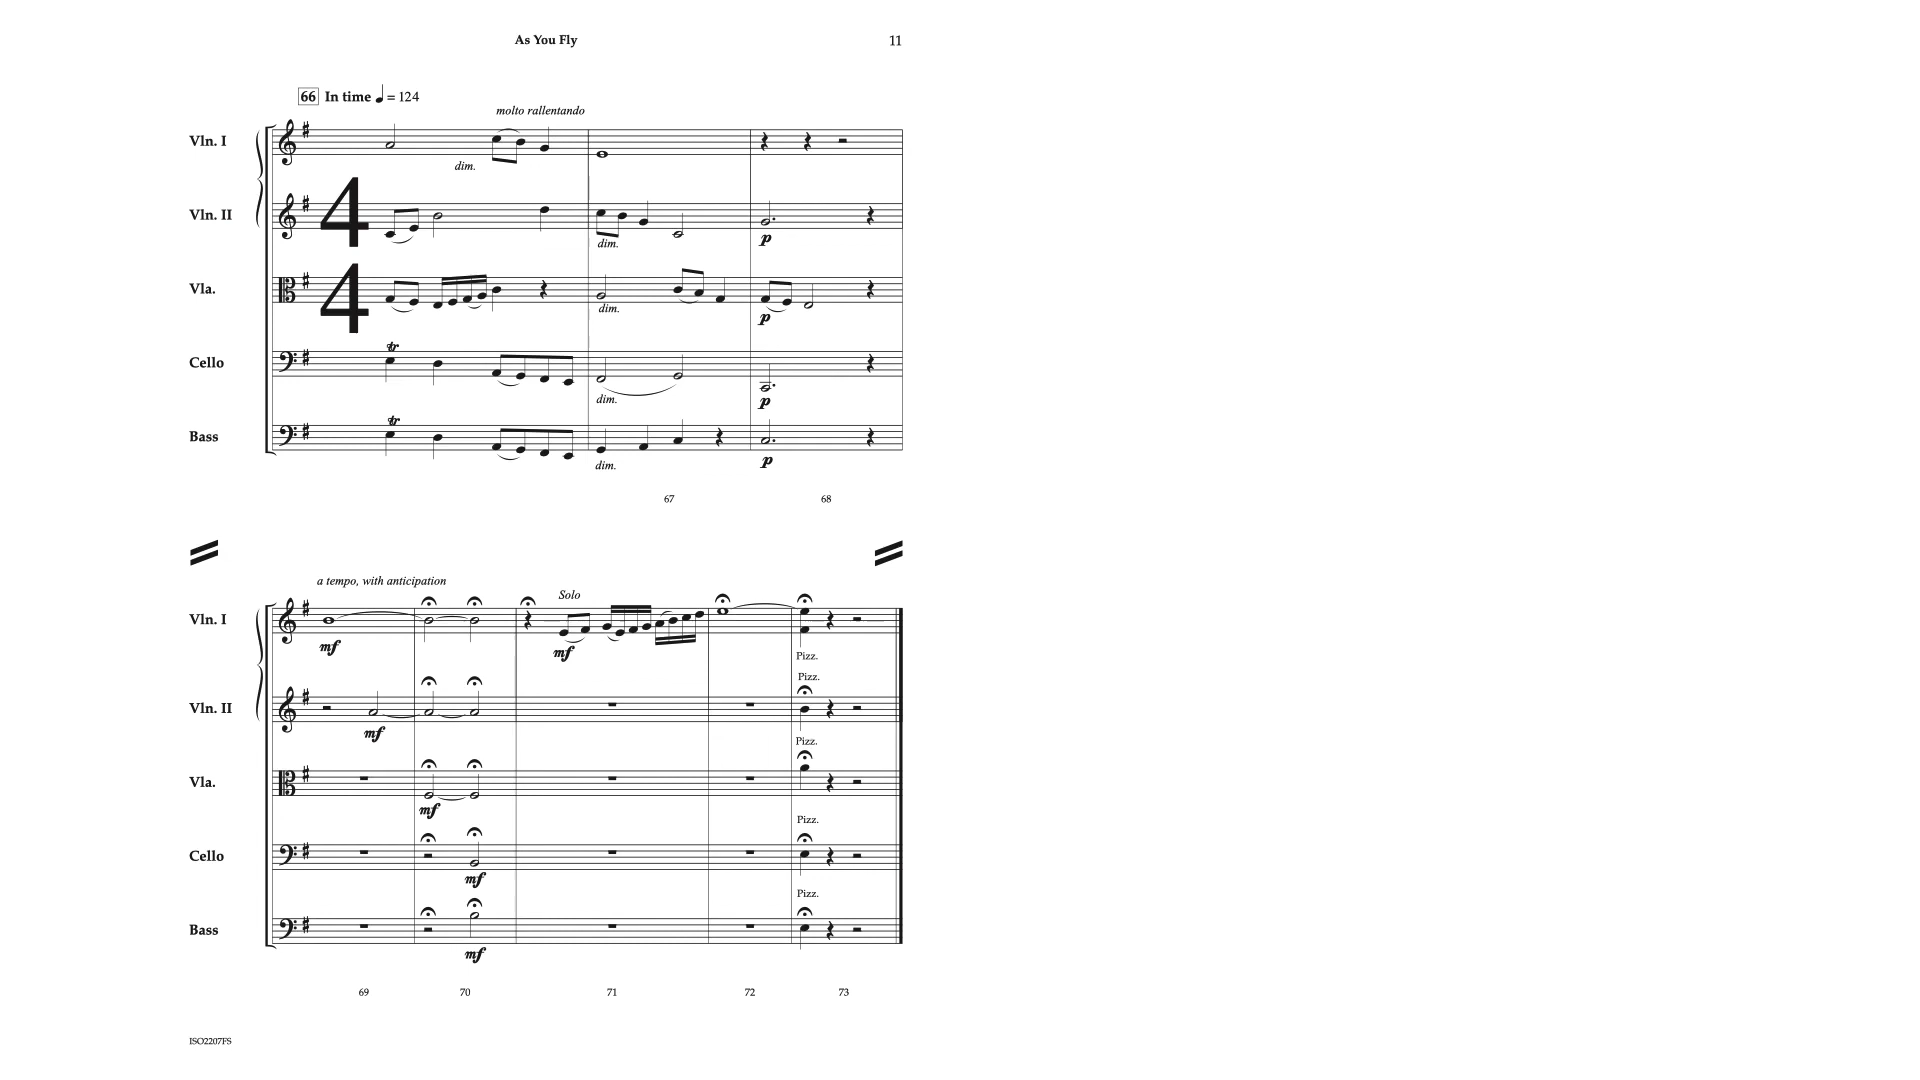 As You Fly 11
66 In time ♩ = 124
molto rallentando
Vln. I
dim.
4
Vln. II
dim.
p
4
Vla.
dim.
p
tr
Cello
dim.
p
tr
Bass
dim.
p
67 68
a tempo, with anticipation
Solo
Vln. I
mf mf
Pizz.
Pizz.
Vln. II
mf
Pizz.
Vla.
mf
Pizz.
Cello
mf
Pizz.
Bass
mf
69 70 71 72 73
ISO2207FS